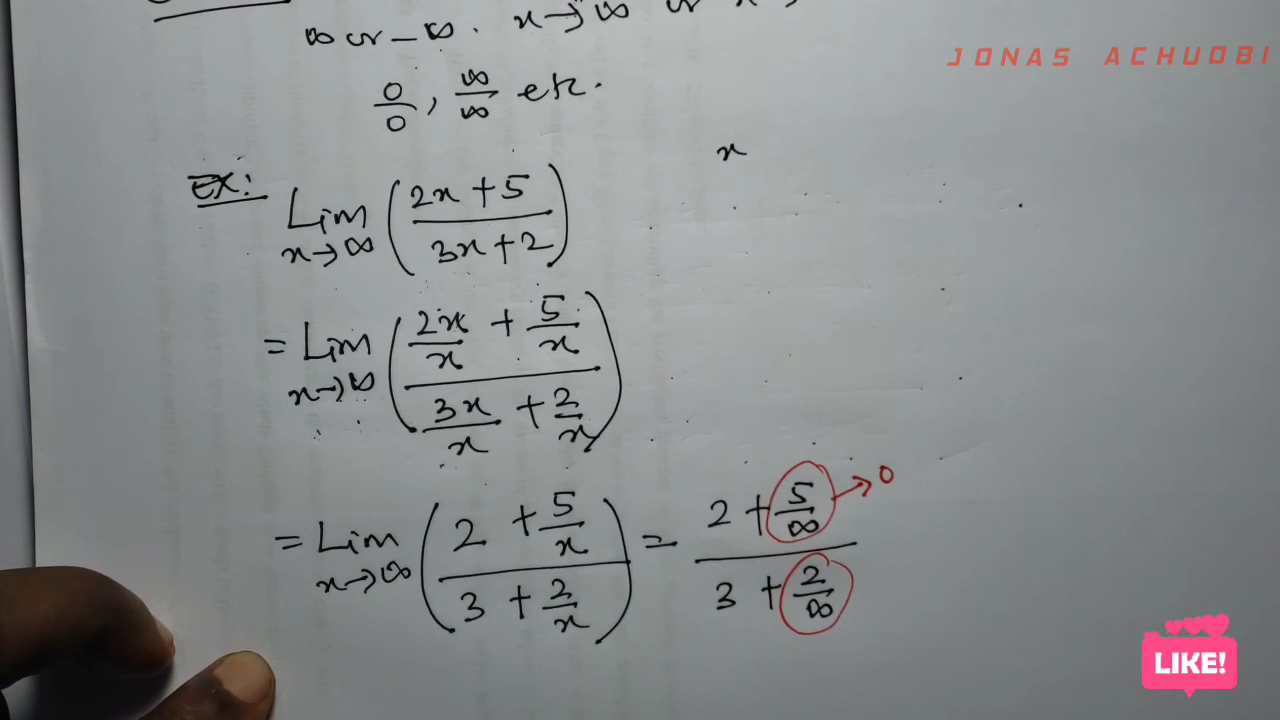 ∞ or -∞. x→∞ or x→
0/0, ∞/∞ etc.
JONAS ACHUOBI
x
Ex: Lim x→∞ ((2x+5)/(3x+2))
= Lim x→∞ ((2x/x + 5/x)/(3x/x + 2/x))
= Lim x→∞ ((2 + 5/x)/(3 + 2/x)) = (2 + 5/∞)/(3 + 2/∞) →0
LIKE!